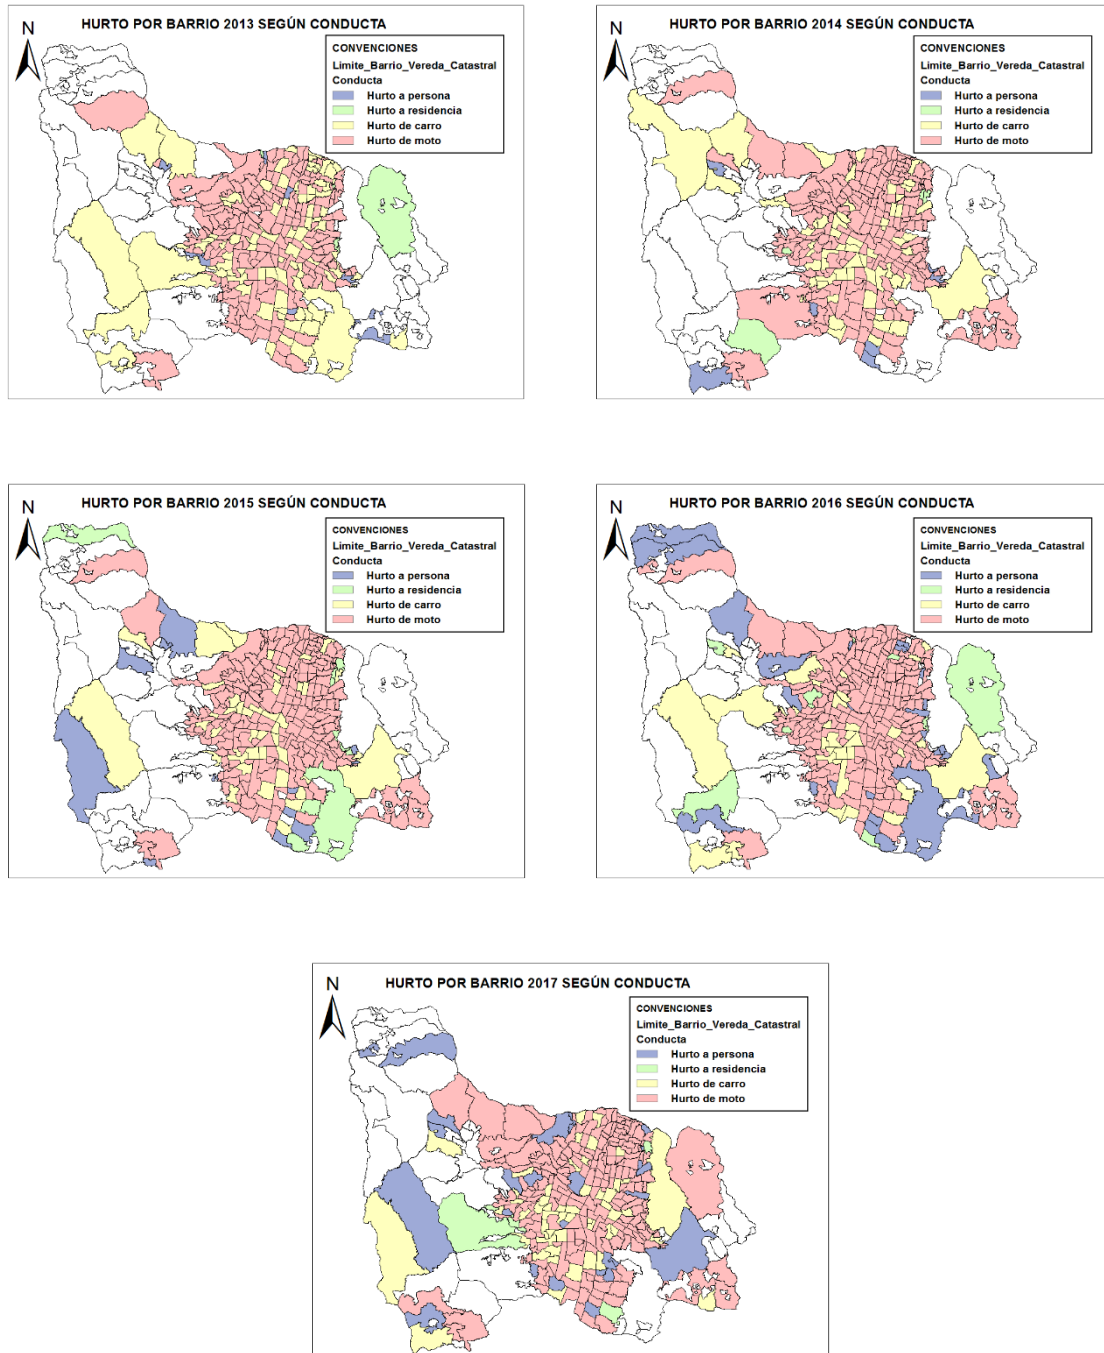 HURTO POR BARRIO 2013 SEGÚN CONDUCTA
N
CONVENCIONES
Limite_Barrio_Vereda_Catastral
Conducta
Hurto a persona
Hurto a residencia
Hurto de carro
Hurto de moto
HURTO POR BARRIO 2014 SEGÚN CONDUCTA
N
CONVENCIONES
Limite_Barrio_Vereda_Catastral
Conducta
Hurto a persona
Hurto a residencia
Hurto de carro
Hurto de moto
HURTO POR BARRIO 2015 SEGÚN CONDUCTA
N
CONVENCIONES
Limite_Barrio_Vereda_Catastral
Conducta
Hurto a persona
Hurto a residencia
Hurto de carro
Hurto de moto
HURTO POR BARRIO 2016 SEGÚN CONDUCTA
N
CONVENCIONES
Limite_Barrio_Vereda_Catastral
Conducta
Hurto a persona
Hurto a residencia
Hurto de carro
Hurto de moto
HURTO POR BARRIO 2017 SEGÚN CONDUCTA
N
CONVENCIONES
Limite_Barrio_Vereda_Catastral
Conducta
Hurto a persona
Hurto a residencia
Hurto de carro
Hurto de moto